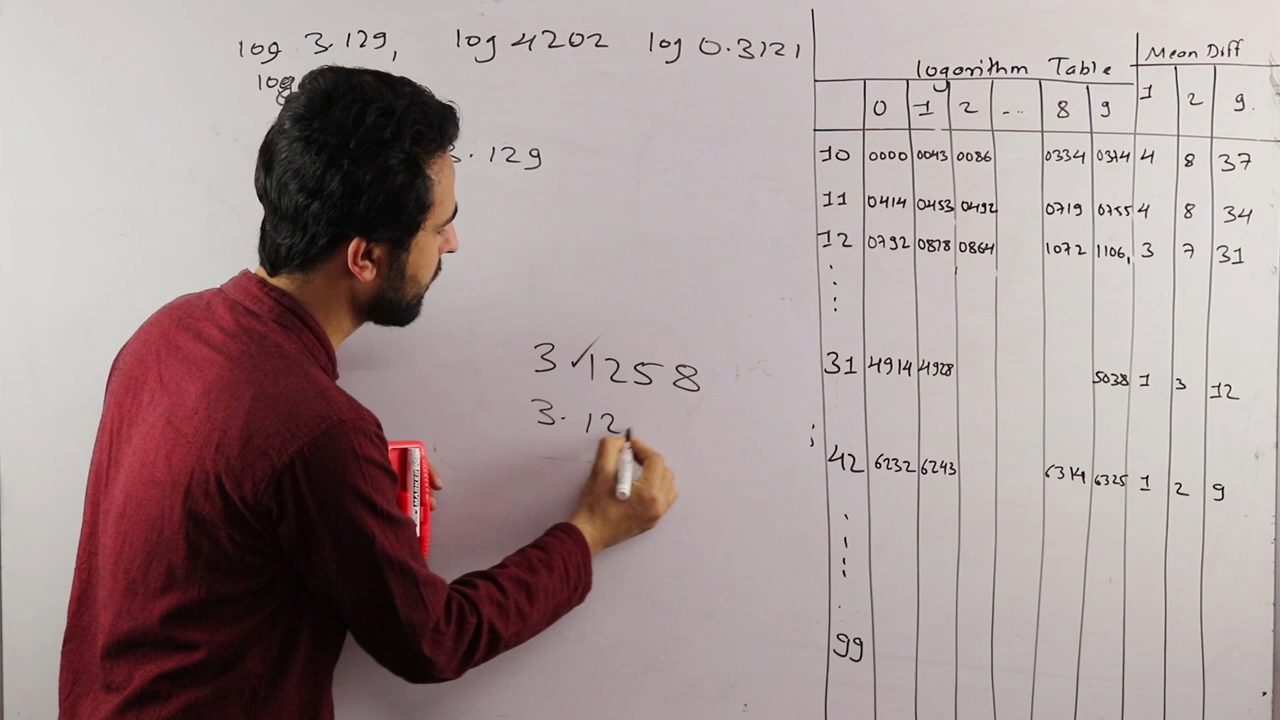 log 3.129, log 4202 log 0.3121
log
3.129
3.1258
3.12
logorithm Table Mean Diff
0 1 2 ... 8 9 1 2 9.
10 0000 0043 0086 0334 0374 4 8 37
11 0414 0453 0492 0719 0755 4 8 34
12 0792 0878 0864 1072 1106, 3 7 31
31 4914 4928 5038 1 3 12
42 6232 6243 6314 6325 1 2 9
99